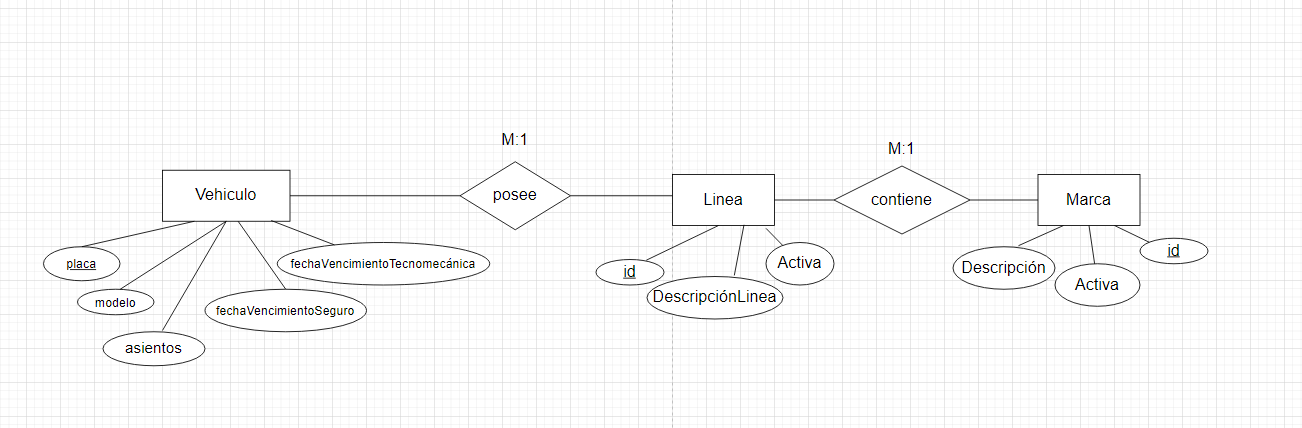 M:1
M:1
Vehiculo
posee
Linea
contiene
Marca
placa
modelo
asientos
fechaVencimientoSeguro
fechaVencimientoTecnomecánica
id
DescripciónLinea
Activa
Descripción
Activa
id